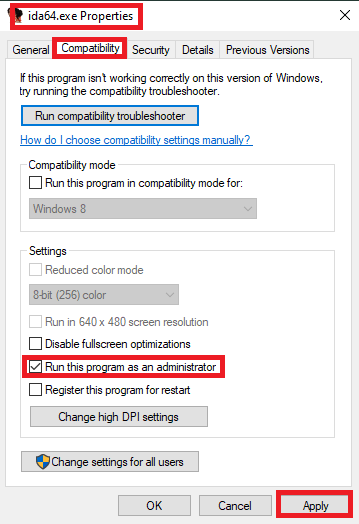 ida64.exe Properties
General Compatibility Security Details Previous Versions
If this program isn't working correctly on this version of Windows,
try running the compatibility troubleshooter.
Run compatibility troubleshooter
How do I choose compatibility settings manually?
Compatibility mode
Run this program in compatibility mode for:
Windows 8
Settings
Reduced color mode
8-bit (256) color
Run in 640 x 480 screen resolution
Disable fullscreen optimizations
Run this program as an administrator
Register this program for restart
Change high DPI settings
Change settings for all users
OK Cancel Apply